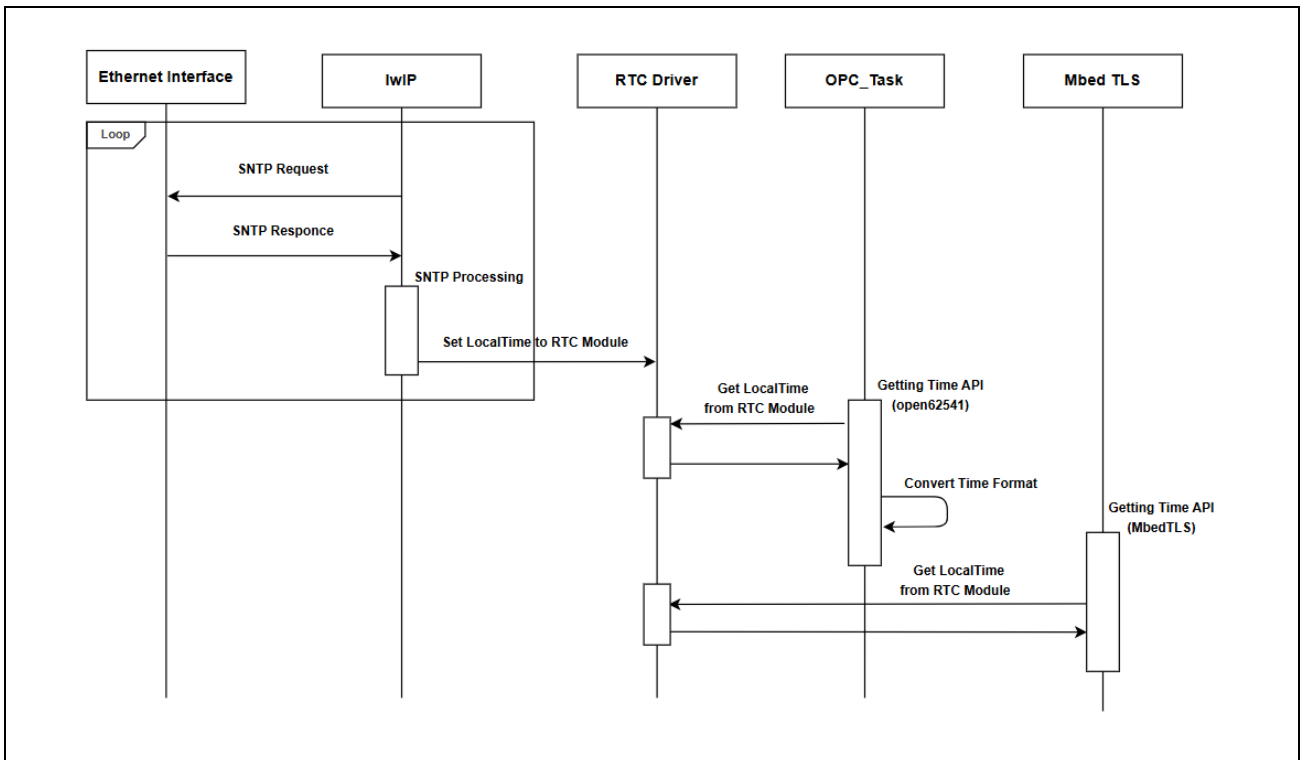 Ethernet Interface
lwIP
RTC Driver
OPC_Task
Mbed TLS
Loop
SNTP Request
SNTP Responce
SNTP Processing
Set LocalTime to RTC Module
Get LocalTime
from RTC Module
Getting Time API
(open62541)
Convert Time Format
Getting Time API
(MbedTLS)
Get LocalTime
from RTC Module